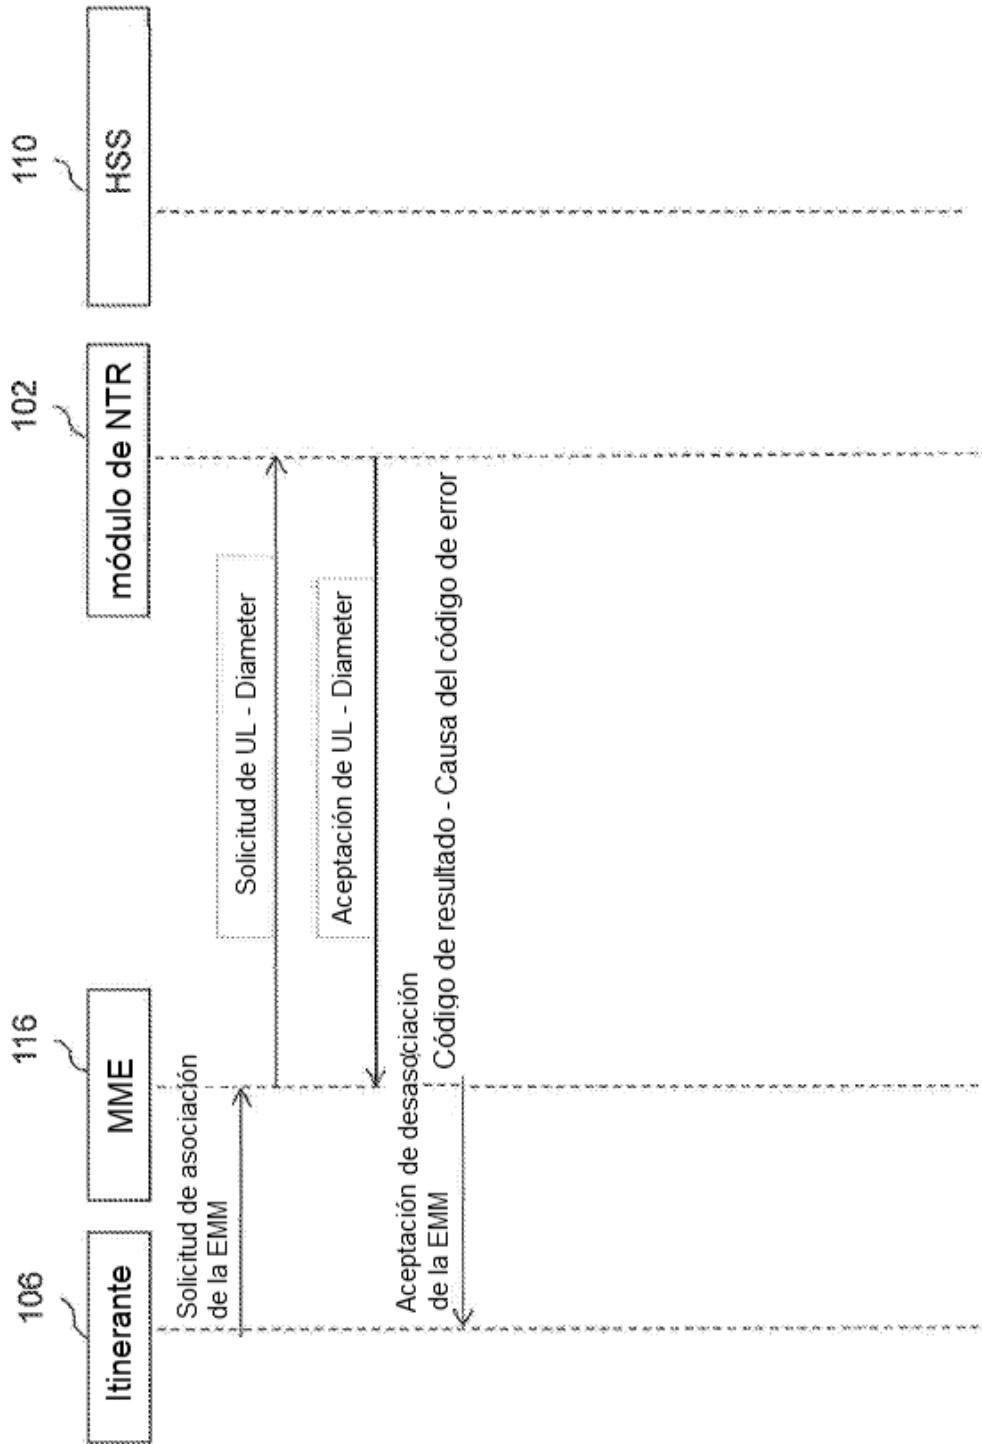 106
116
102
110
Itinerante
MME
módulo de NTR
HSS
Solicitud de asociación
de la EMM
Solicitud de UL - Diameter
Aceptación de UL - Diameter
Código de resultado - Causa del código de error
Aceptación de desasociación
de la EMM